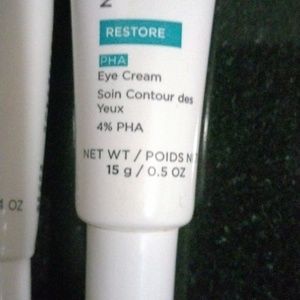 2
RESTORE
PHA
Eye Cream
Soin Contour des
Yeux
4% PHA
NET WT / POIDS N
15 g / 0.5 OZ
4 OZ